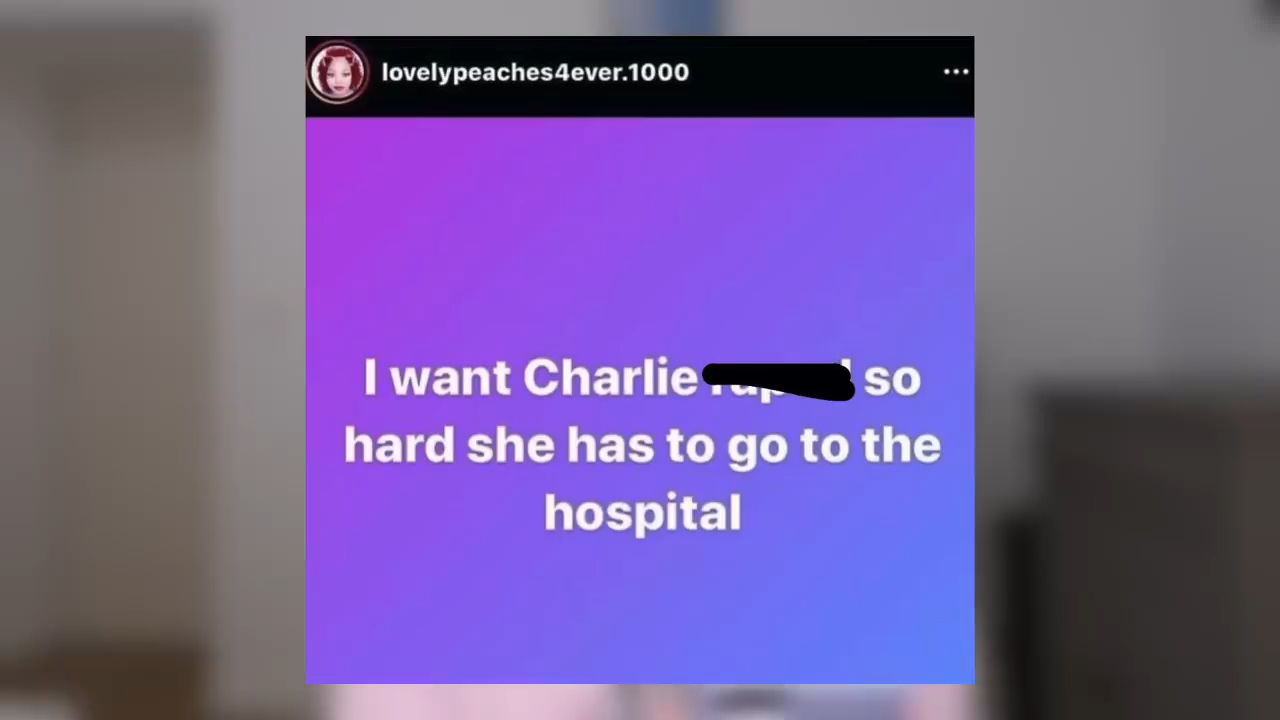 lovelypeaches4ever.1000
I want Charlie so
hard she has to go to the
hospital